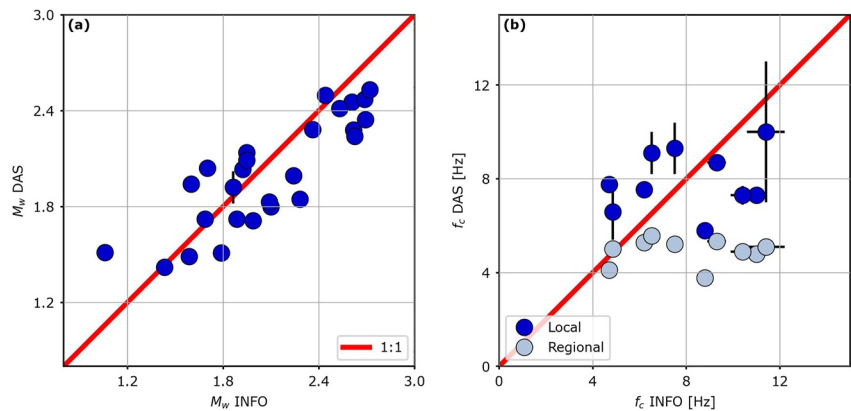 (a)
3.0
2.4
1.8
1.2
M_w DAS
1.2 1.8 2.4 3.0
M_w INFO
1:1
(b)
12
8
4
0
f_c DAS [Hz]
0 4 8 12
f_c INFO [Hz]
Local
Regional